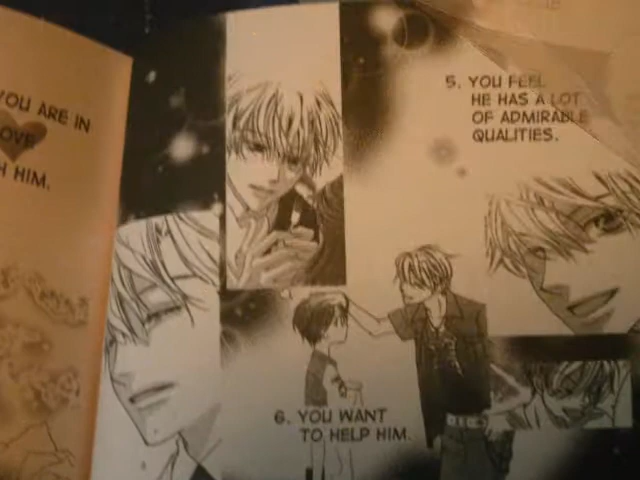 YOU ARE IN
LOVE
HIM.
5. YOU FEEL
HE HAS A LOT
OF ADMIRABLE
QUALITIES.
6. YOU WANT
TO HELP HIM.